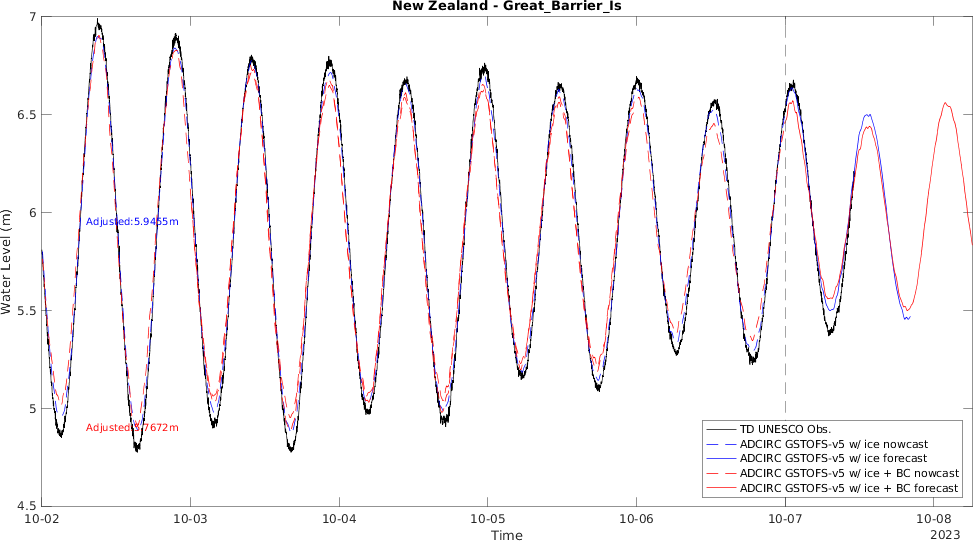 New Zealand - Great_Barrier_Is
7
6.5
6
5.5
5
4.5
Water Level (m)
Adjusted:5.9455m
Adjusted:5.7672m
TD UNESCO Obs.
ADCIRC GSTOFS-v5 w/ ice nowcast
ADCIRC GSTOFS-v5 w/ ice forecast
ADCIRC GSTOFS-v5 w/ ice + BC nowcast
ADCIRC GSTOFS-v5 w/ ice + BC forecast
10-02 10-03 10-04 10-05 10-06 10-07 10-08
Time
2023